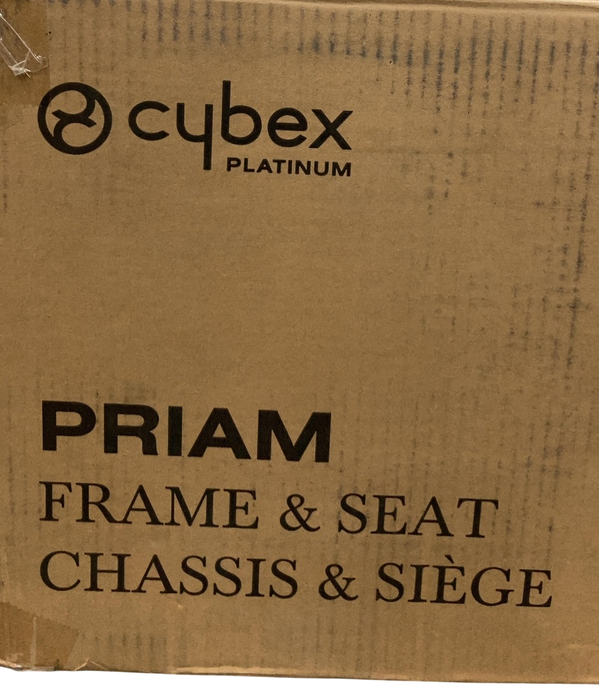 cybex
PLATINUM
PRIAM
FRAME & SEAT
CHASSIS & SIÈGE